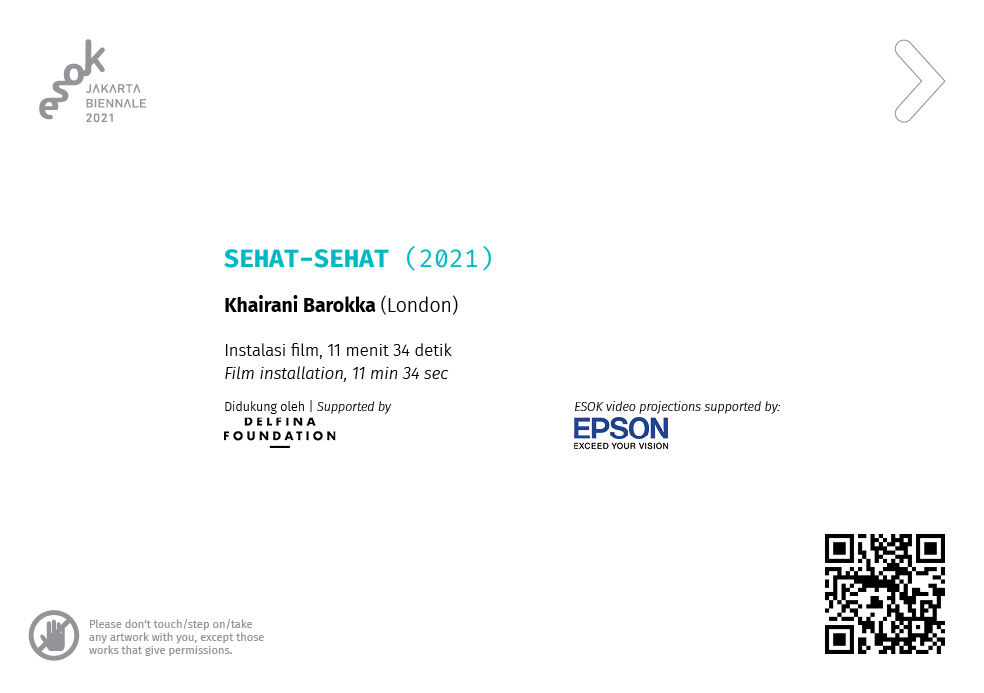 esok
JAKARTA
BIENNALE
2021
SEHAT-SEHAT (2021)
Khairani Barokka (London)
Instalasi film, 11 menit 34 detik
Film installation, 11 min 34 sec
Didukung oleh | Supported by
DELFINA
FOUNDATION
ESOK video projections supported by:
EPSON
EXCEED YOUR VISION
Please don’t touch/step on/take
any artwork with you, except those
works that give permissions.